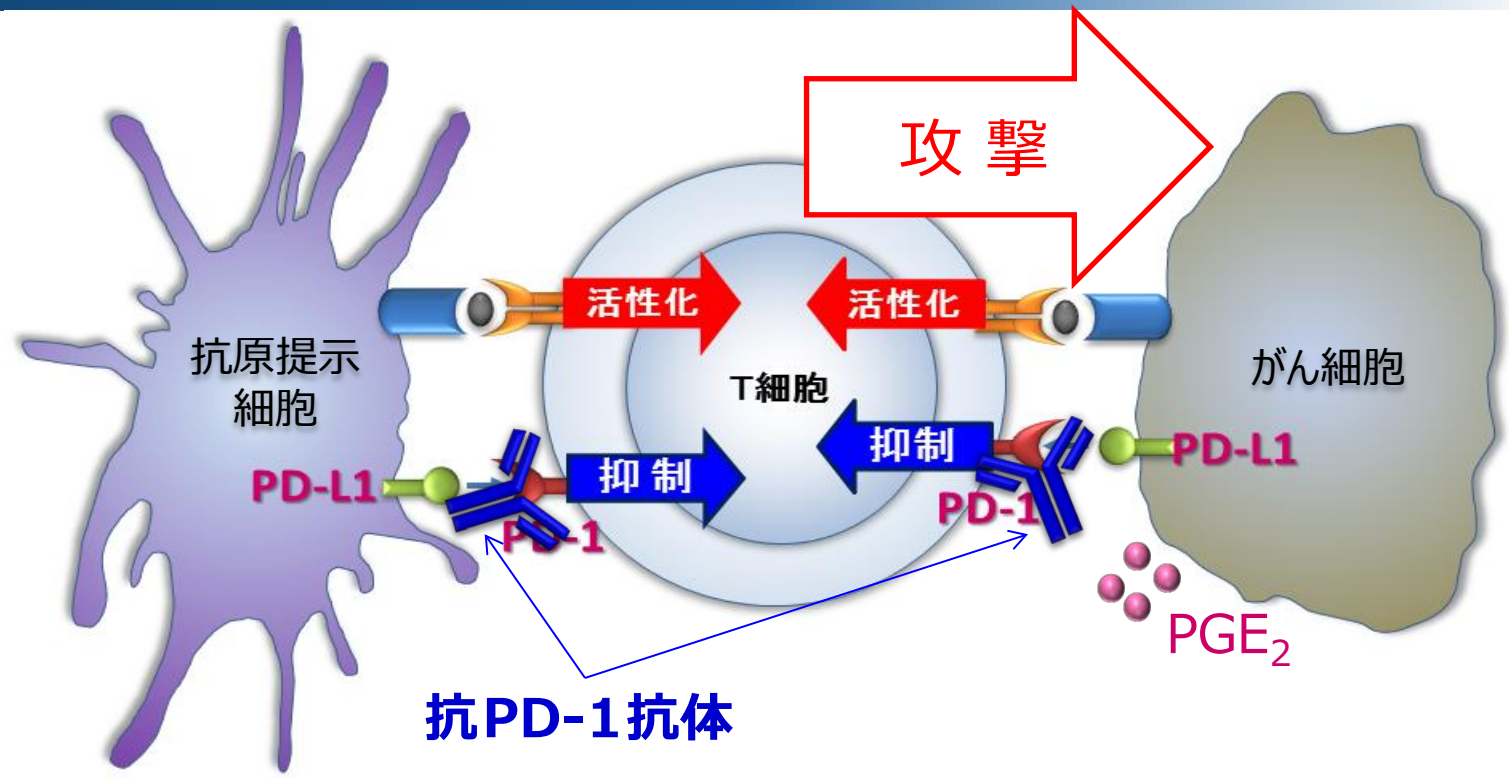 攻 撃
活性化
活性化
抗原提示
細胞
T細胞
がん細胞
PD-L1
抑 制
抑制
PD-L1
PD-1
PD-1
PGE₂
抗PD-1抗体